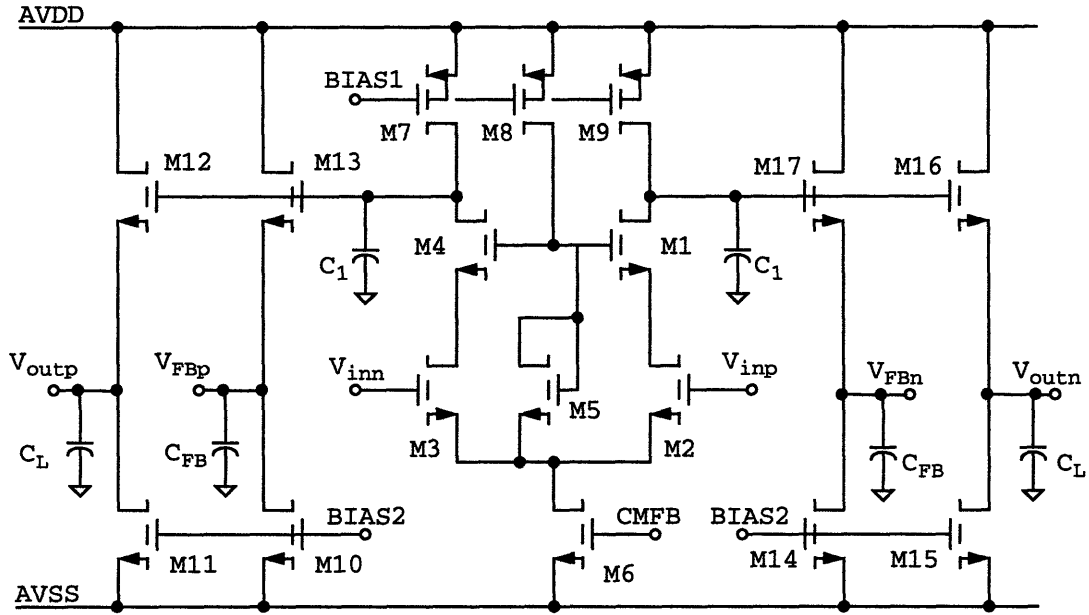 AVDD
BIAS1
M7
M8
M9
M12
M13
M17
M16
C1
M4
M1
C1
Voutp
VFBp
Vinn
Vinp
VFBn
Voutn
M5
M3
M2
CL
CFB
CFB
CL
BIAS2
CMFB
BIAS2
M11
M10
M6
M14
M15
AVSS